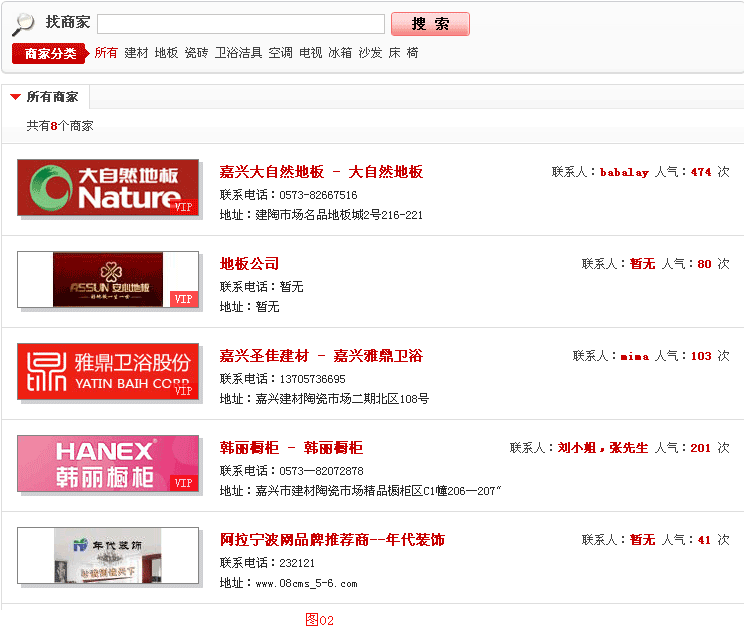 找商家 搜 索
商家分类 所有 建材 地板 瓷砖 卫浴洁具 空调 电视 冰箱 沙发 床 椅
所有商家
共有8个商家
大自然地板
Nature
VIP
嘉兴大自然地板 - 大自然地板
联系人：babalay 人气：474 次
联系电话：0573-82667516
地址：建陶市场名品地板城2号216-221
ASSUN 安心地板
VIP
地板公司
联系人：暂无 人气：80 次
联系电话：暂无
地址：暂无
雅鼎卫浴股份
YATIN BAIH CORP
VIP
嘉兴圣佳建材 - 嘉兴雅鼎卫浴
联系人：mima 人气：103 次
联系电话：13705736695
地址：嘉兴建材陶瓷市场二期北区108号
HANEX
韩丽橱柜
VIP
韩丽橱柜 - 韩丽橱柜
联系人：刘小姐，张先生 人气：201 次
联系电话：0573—82072878
地址：嘉兴市建材陶瓷市场精品橱柜区C1幢206—207"
年代装饰
阿拉宁波网品牌推荐商--年代装饰
联系人：暂无 人气：41 次
联系电话：232121
地址：www.08cms_5-6.com
图02